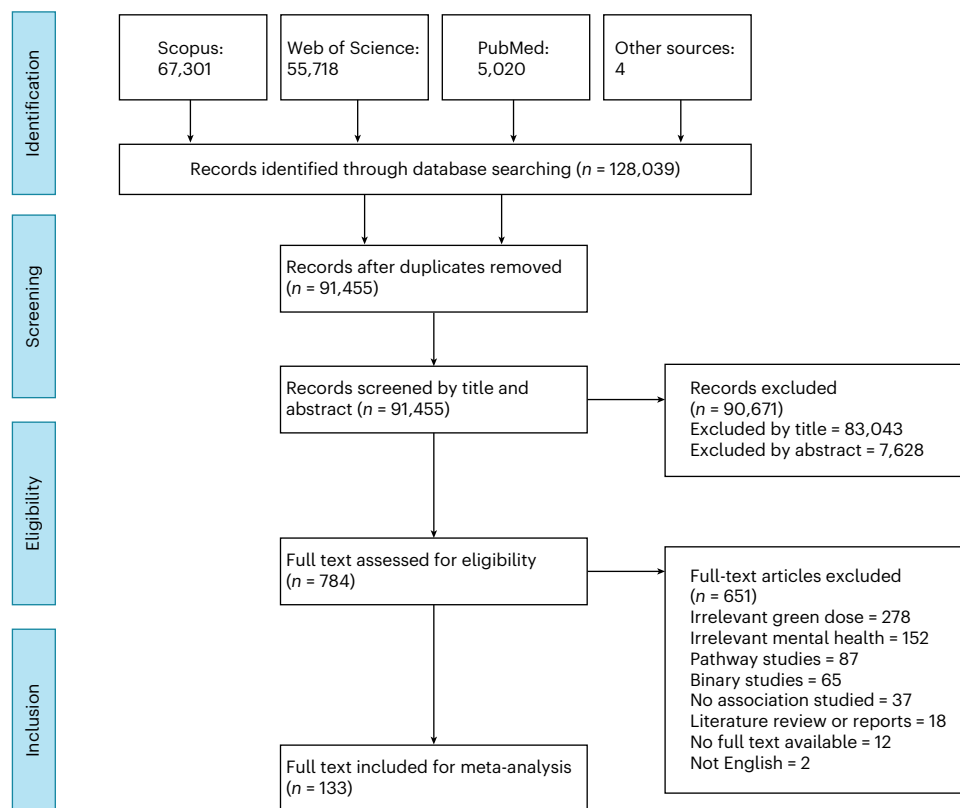 Identification
Scopus:
67,301
Web of Science:
55,718
PubMed:
5,020
Other sources:
4
Records identified through database searching (n = 128,039)
Screening
Records after duplicates removed
(n = 91,455)
Records screened by title and
abstract (n = 91,455)
Records excluded
(n = 90,671)
Excluded by title = 83,043
Excluded by abstract = 7,628
Eligibility
Full text assessed for eligibility
(n = 784)
Full-text articles excluded
(n = 651)
Irrelevant green dose = 278
Irrelevant mental health = 152
Pathway studies = 87
Binary studies = 65
No association studied = 37
Literature review or reports = 18
No full text available = 12
Not English = 2
Inclusion
Full text included for meta-analysis
(n = 133)